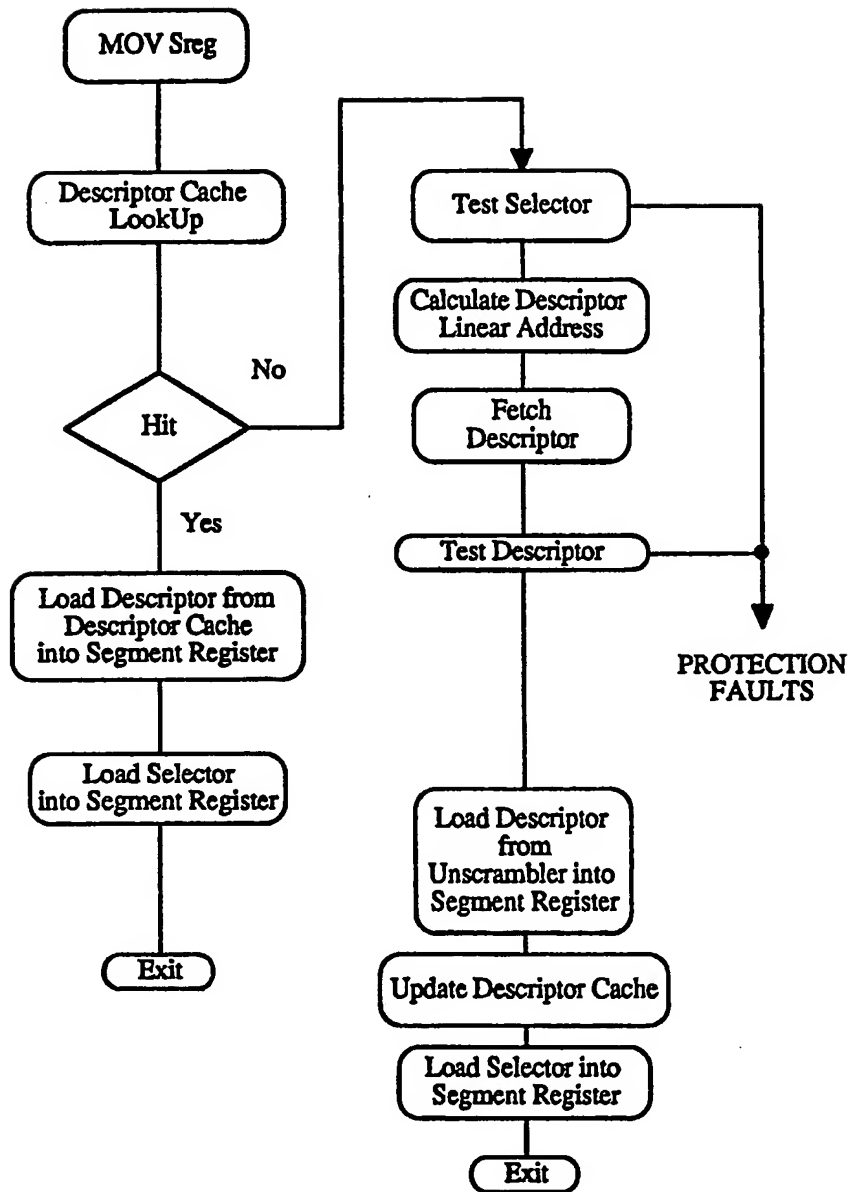 MOV Sreg
Descriptor Cache
LookUp
Hit
No
Yes
Load Descriptor from
Descriptor Cache
into Segment Register
Load Selector
into Segment Register
Exit
Test Selector
Calculate Descriptor
Linear Address
Fetch
Descriptor
Test Descriptor
PROTECTION
FAULTS
Load Descriptor
from
Unscrambler into
Segment Register
Update Descriptor Cache
Load Selector into
Segment Register
Exit